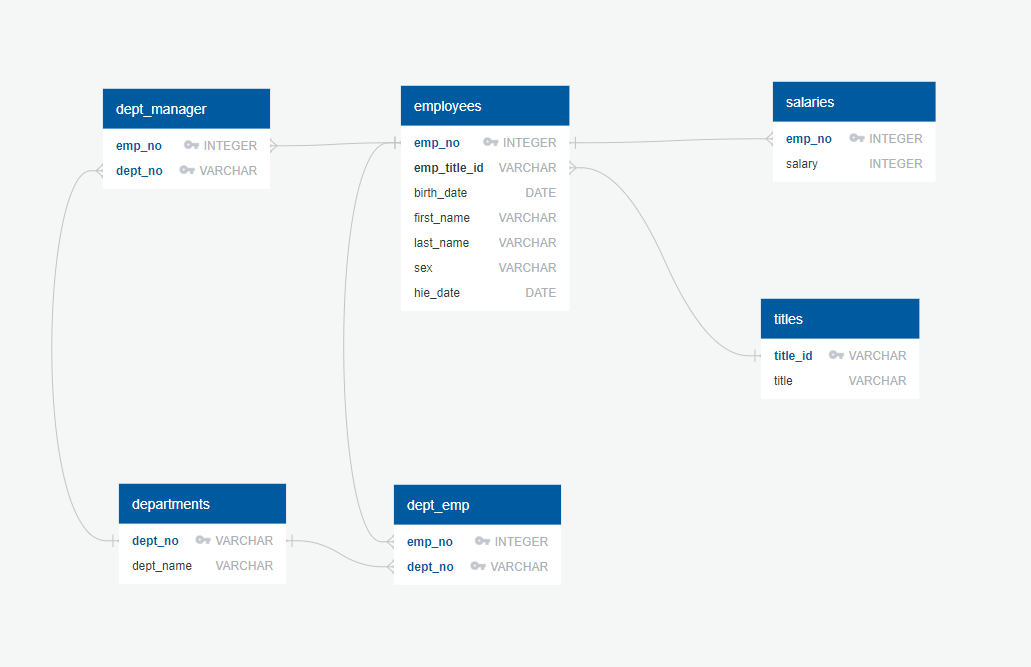 dept_manager
emp_no INTEGER
dept_no VARCHAR
employees
emp_no INTEGER
emp_title_id VARCHAR
birth_date DATE
first_name VARCHAR
last_name VARCHAR
sex VARCHAR
hie_date DATE
salaries
emp_no INTEGER
salary INTEGER
titles
title_id VARCHAR
title VARCHAR
departments
dept_no VARCHAR
dept_name VARCHAR
dept_emp
emp_no INTEGER
dept_no VARCHAR